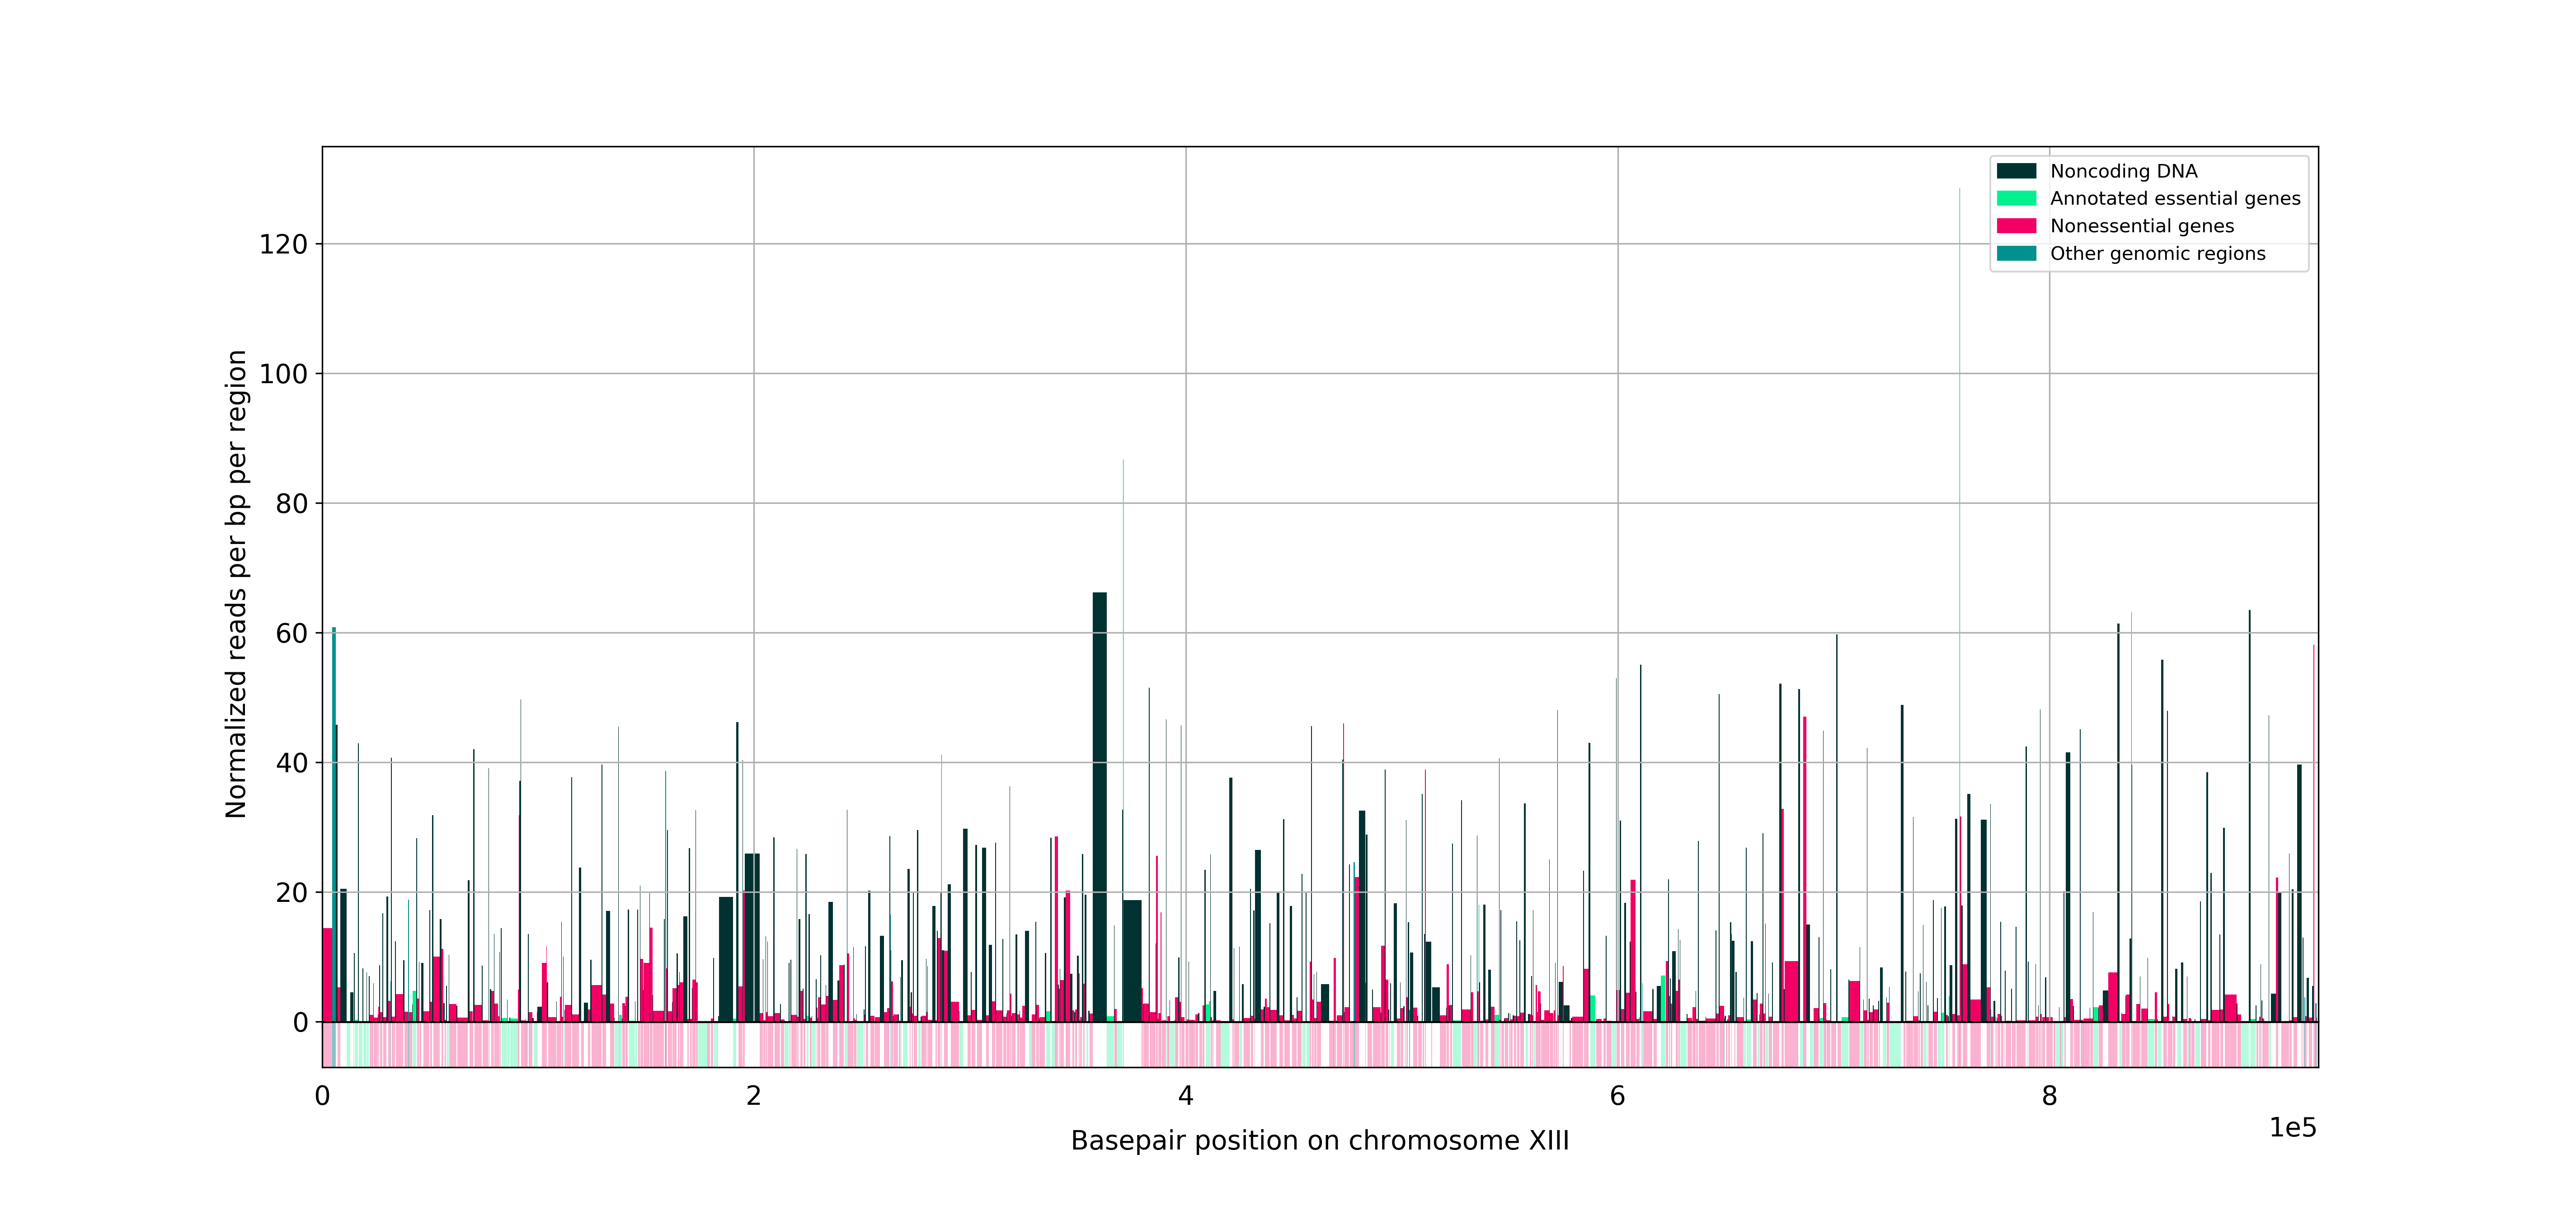 Noncoding DNA
Annotated essential genes
Nonessential genes
Other genomic regions
120
100
80
60
40
20
0
Normalized reads per bp per region
0 2 4 6 8
1e5
Basepair position on chromosome XIII